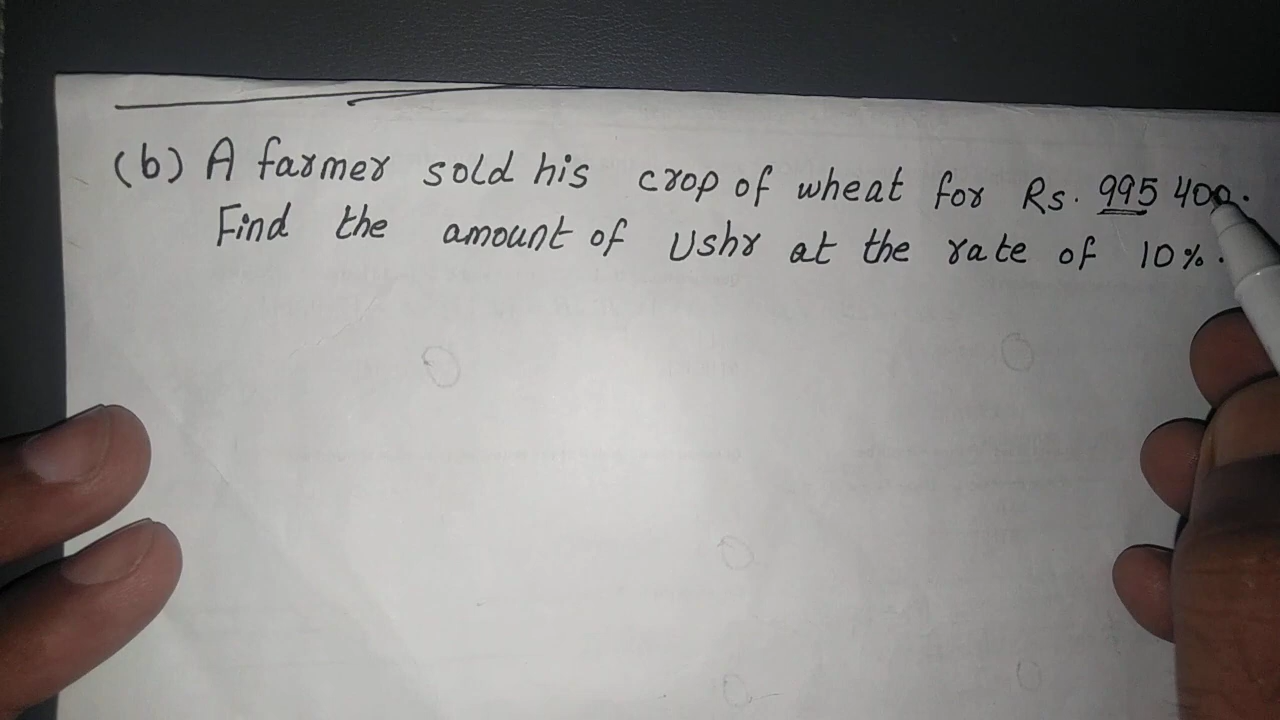 (b) A farmer sold his crop of wheat for Rs. 995 400.
Find the amount of Ushr at the rate of 10%.